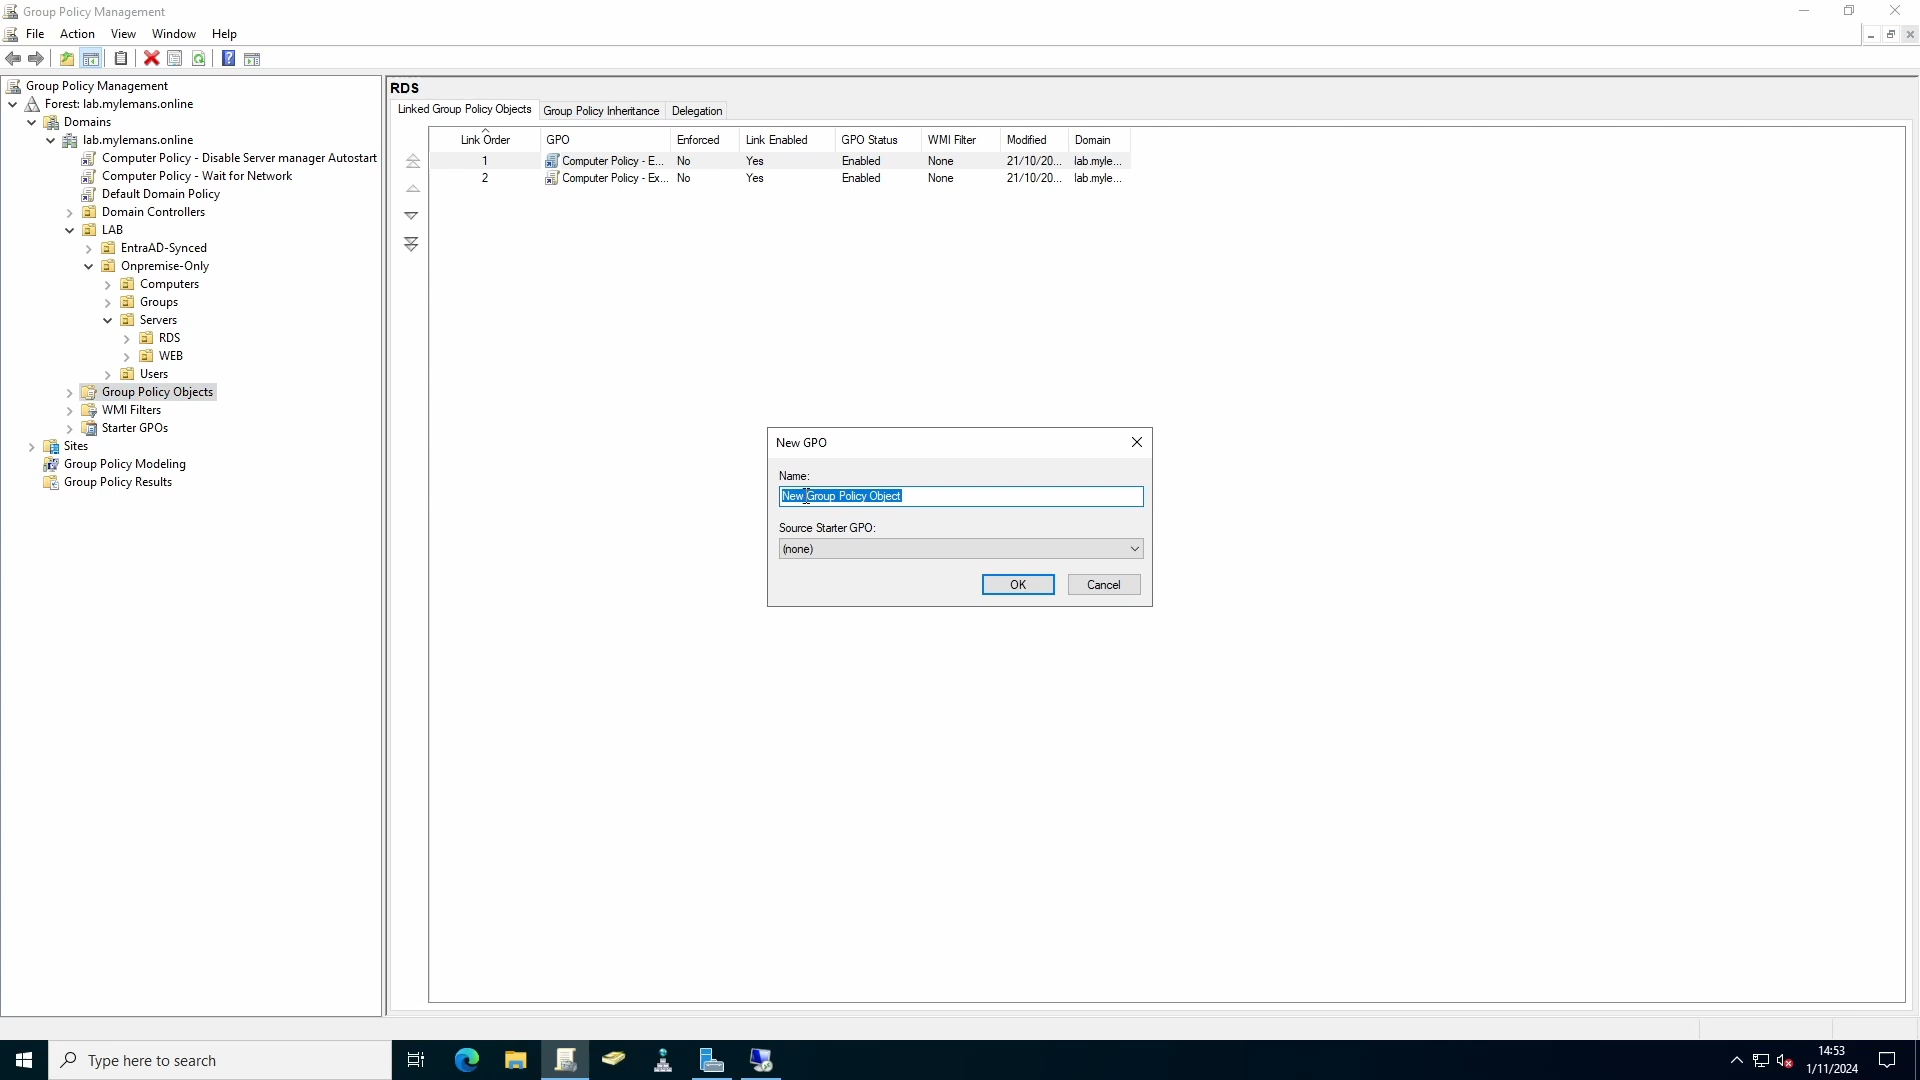 Group Policy Management
File Action View Window Help
Group Policy Management
Forest: lab.mylemans.online
Domains
lab.mylemans.online
Computer Policy - Disable Server manager Autostart
Computer Policy - Wait for Network
Default Domain Policy
Domain Controllers
LAB
EntraAD-Synced
Onpremise-Only
Computers
Groups
Servers
RDS
WEB
Users
Group Policy Objects
WMI Filters
Starter GPOs
Sites
Group Policy Modeling
Group Policy Results
RDS
Linked Group Policy Objects Group Policy Inheritance Delegation
Link Order GPO Enforced Link Enabled GPO Status WMI Filter Modified Domain
1 Computer Policy - E... No Yes Enabled None 21/10/20... lab.myle...
2 Computer Policy - Ex... No Yes Enabled None 21/10/20... lab.myle...
New GPO
Name:
New Group Policy Object
Source Starter GPO:
(none)
OK Cancel
Type here to search
14:53
1/11/2024